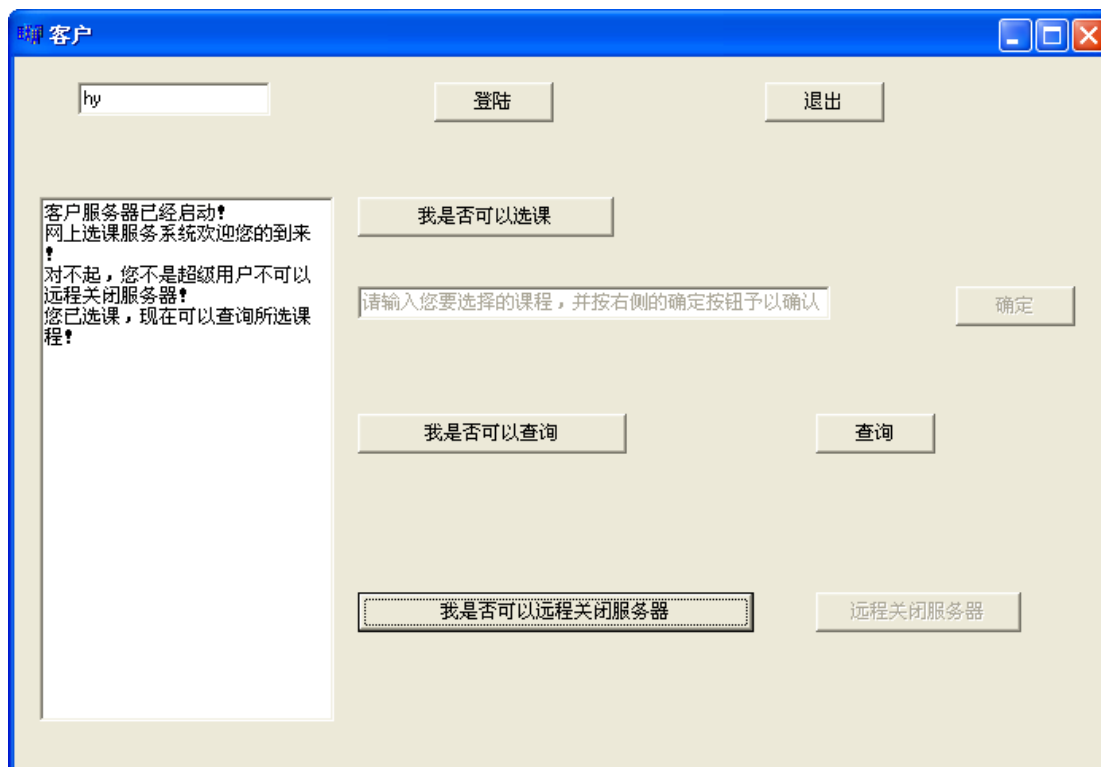 客户
hy
登陆
退出
客户服务器已经启动!
网上选课服务系统欢迎您的到来
!
对不起，您不是超级用户不可以
远程关闭服务器!
您已选课，现在可以查询所选课
程!
我是否可以选课
请输入您要选择的课程，并按右侧的确定按钮予以确认
确定
我是否可以查询
查询
我是否可以远程关闭服务器
远程关闭服务器